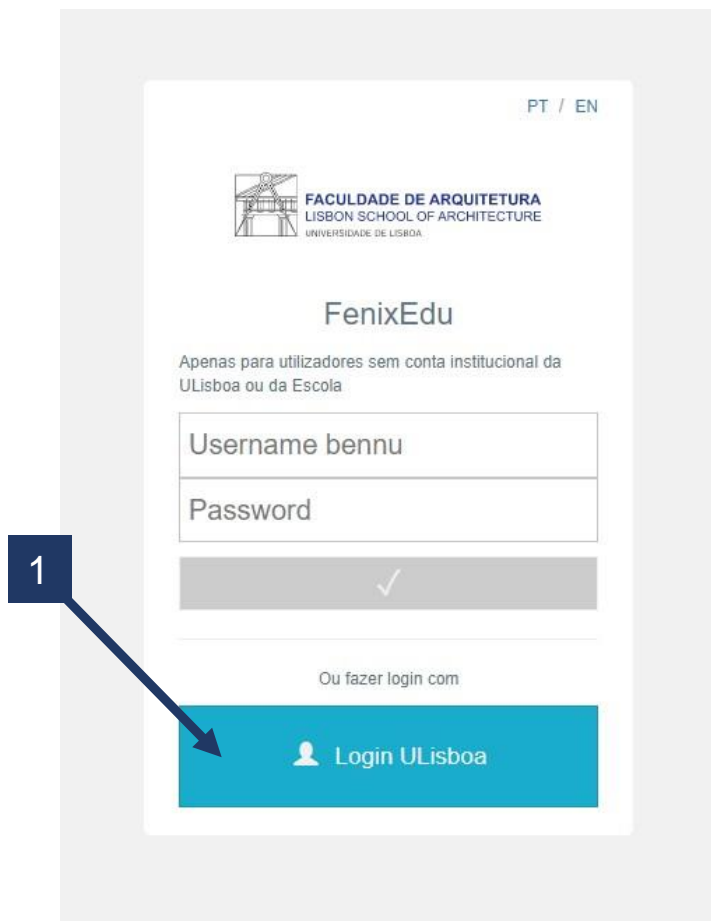 PT / EN
FACULDADE DE ARQUITETURA
LISBON SCHOOL OF ARCHITECTURE
UNIVERSIDADE DE LISBOA
FenixEdu
Apenas para utilizadores sem conta institucional da
ULisboa ou da Escola
Username bennu
Password
1
Ou fazer login com
Login ULisboa